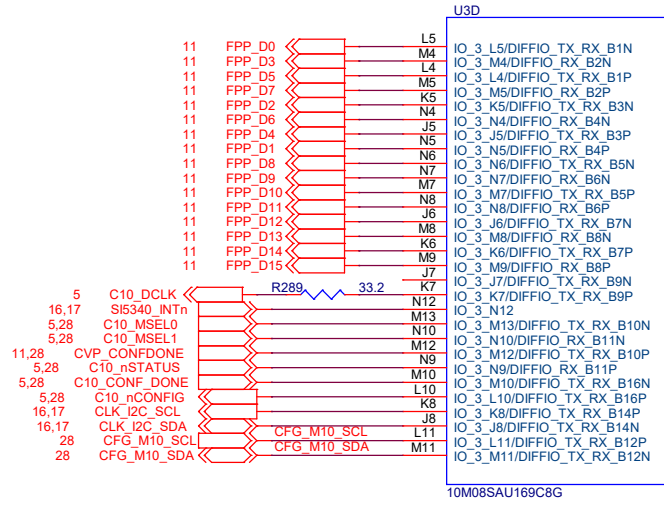 U3D
11 FPP_D0 L5 IO_3_L5/DIFFIO_TX_RX_B1N
11 FPP_D3 M4 IO_3_M4/DIFFIO_RX_B2N
11 FPP_D5 L4 IO_3_L4/DIFFIO_TX_RX_B1P
11 FPP_D7 M5 IO_3_M5/DIFFIO_RX_B2P
11 FPP_D2 K5 IO_3_K5/DIFFIO_TX_RX_B3N
11 FPP_D6 N4 IO_3_N4/DIFFIO_RX_B4N
11 FPP_D4 J5 IO_3_J5/DIFFIO_TX_RX_B3P
11 FPP_D1 N5 IO_3_N5/DIFFIO_RX_B4P
11 FPP_D8 N6 IO_3_N6/DIFFIO_TX_RX_B5N
11 FPP_D9 N7 IO_3_N7/DIFFIO_RX_B6N
11 FPP_D10 M7 IO_3_M7/DIFFIO_TX_RX_B5P
11 FPP_D11 N8 IO_3_N8/DIFFIO_RX_B6P
11 FPP_D12 J6 IO_3_J6/DIFFIO_TX_RX_B7N
11 FPP_D13 M8 IO_3_M8/DIFFIO_RX_B8N
11 FPP_D14 K6 IO_3_K6/DIFFIO_TX_RX_B7P
11 FPP_D15 M9 IO_3_M9/DIFFIO_RX_B8P
J7 IO_3_J7/DIFFIO_TX_RX_B9N
5 C10_DCLK R289 33.2 K7 IO_3_K7/DIFFIO_TX_RX_B9P
16,17 SI5340_INTn N12 IO_3_N12
5,28 C10_MSEL0 M13 IO_3_M13/DIFFIO_TX_RX_B10N
5,28 C10_MSEL1 N10 IO_3_N10/DIFFIO_RX_B11N
11,28 CVP_CONFDONE M12 IO_3_M12/DIFFIO_TX_RX_B10P
5,28 C10_nSTATUS N9 IO_3_N9/DIFFIO_RX_B11P
5,28 C10_CONF_DONE M10 IO_3_M10/DIFFIO_TX_RX_B16N
5,28 C10_nCONFIG L10 IO_3_L10/DIFFIO_TX_RX_B16P
16,17 CLK_I2C_SCL K8 IO_3_K8/DIFFIO_TX_RX_B14P
16,17 CLK_I2C_SDA J8 IO_3_J8/DIFFIO_TX_RX_B14N
28 CFG_M10_SCL CFG_M10_SCL L11 IO_3_L11/DIFFIO_TX_RX_B12P
28 CFG_M10_SDA CFG_M10_SDA M11 IO_3_M11/DIFFIO_TX_RX_B12N
10M08SAU169C8G